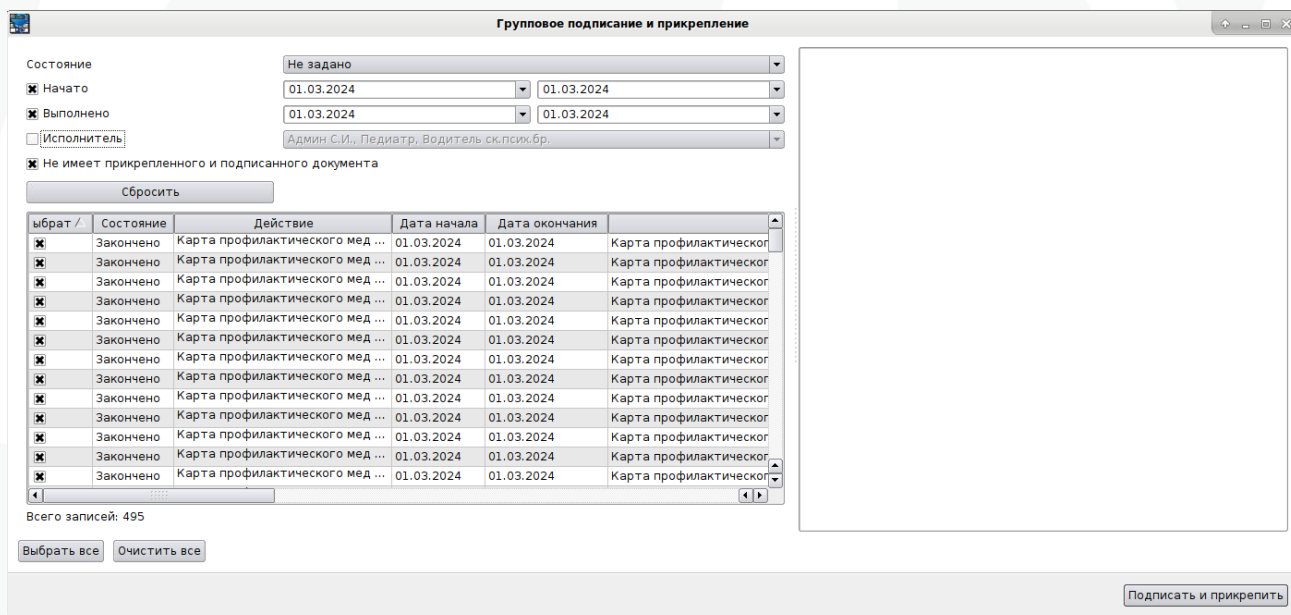 Групповое подписание и прикрепление
Состояние Не задано
Начато 01.03.2024 01.03.2024
Выполнено 01.03.2024 01.03.2024
Исполнитель Админ С.И., Педиатр, Водитель ск.псих.бр.
Не имеет прикрепленного и подписанного документа
Сбросить
ыбрат Состояние Действие Дата начала Дата окончания
Закончено Карта профилактического мед ... 01.03.2024 01.03.2024 Карта профилактическог
Закончено Карта профилактического мед ... 01.03.2024 01.03.2024 Карта профилактическог
Закончено Карта профилактического мед ... 01.03.2024 01.03.2024 Карта профилактическог
Закончено Карта профилактического мед ... 01.03.2024 01.03.2024 Карта профилактическог
Закончено Карта профилактического мед ... 01.03.2024 01.03.2024 Карта профилактическог
Закончено Карта профилактического мед ... 01.03.2024 01.03.2024 Карта профилактическог
Закончено Карта профилактического мед ... 01.03.2024 01.03.2024 Карта профилактическог
Закончено Карта профилактического мед ... 01.03.2024 01.03.2024 Карта профилактическог
Закончено Карта профилактического мед ... 01.03.2024 01.03.2024 Карта профилактическог
Закончено Карта профилактического мед ... 01.03.2024 01.03.2024 Карта профилактическог
Закончено Карта профилактического мед ... 01.03.2024 01.03.2024 Карта профилактическог
Закончено Карта профилактического мед ... 01.03.2024 01.03.2024 Карта профилактическог
Закончено Карта профилактического мед ... 01.03.2024 01.03.2024 Карта профилактическог
Всего записей: 495
Выбрать все Очистить все
Подписать и прикрепить